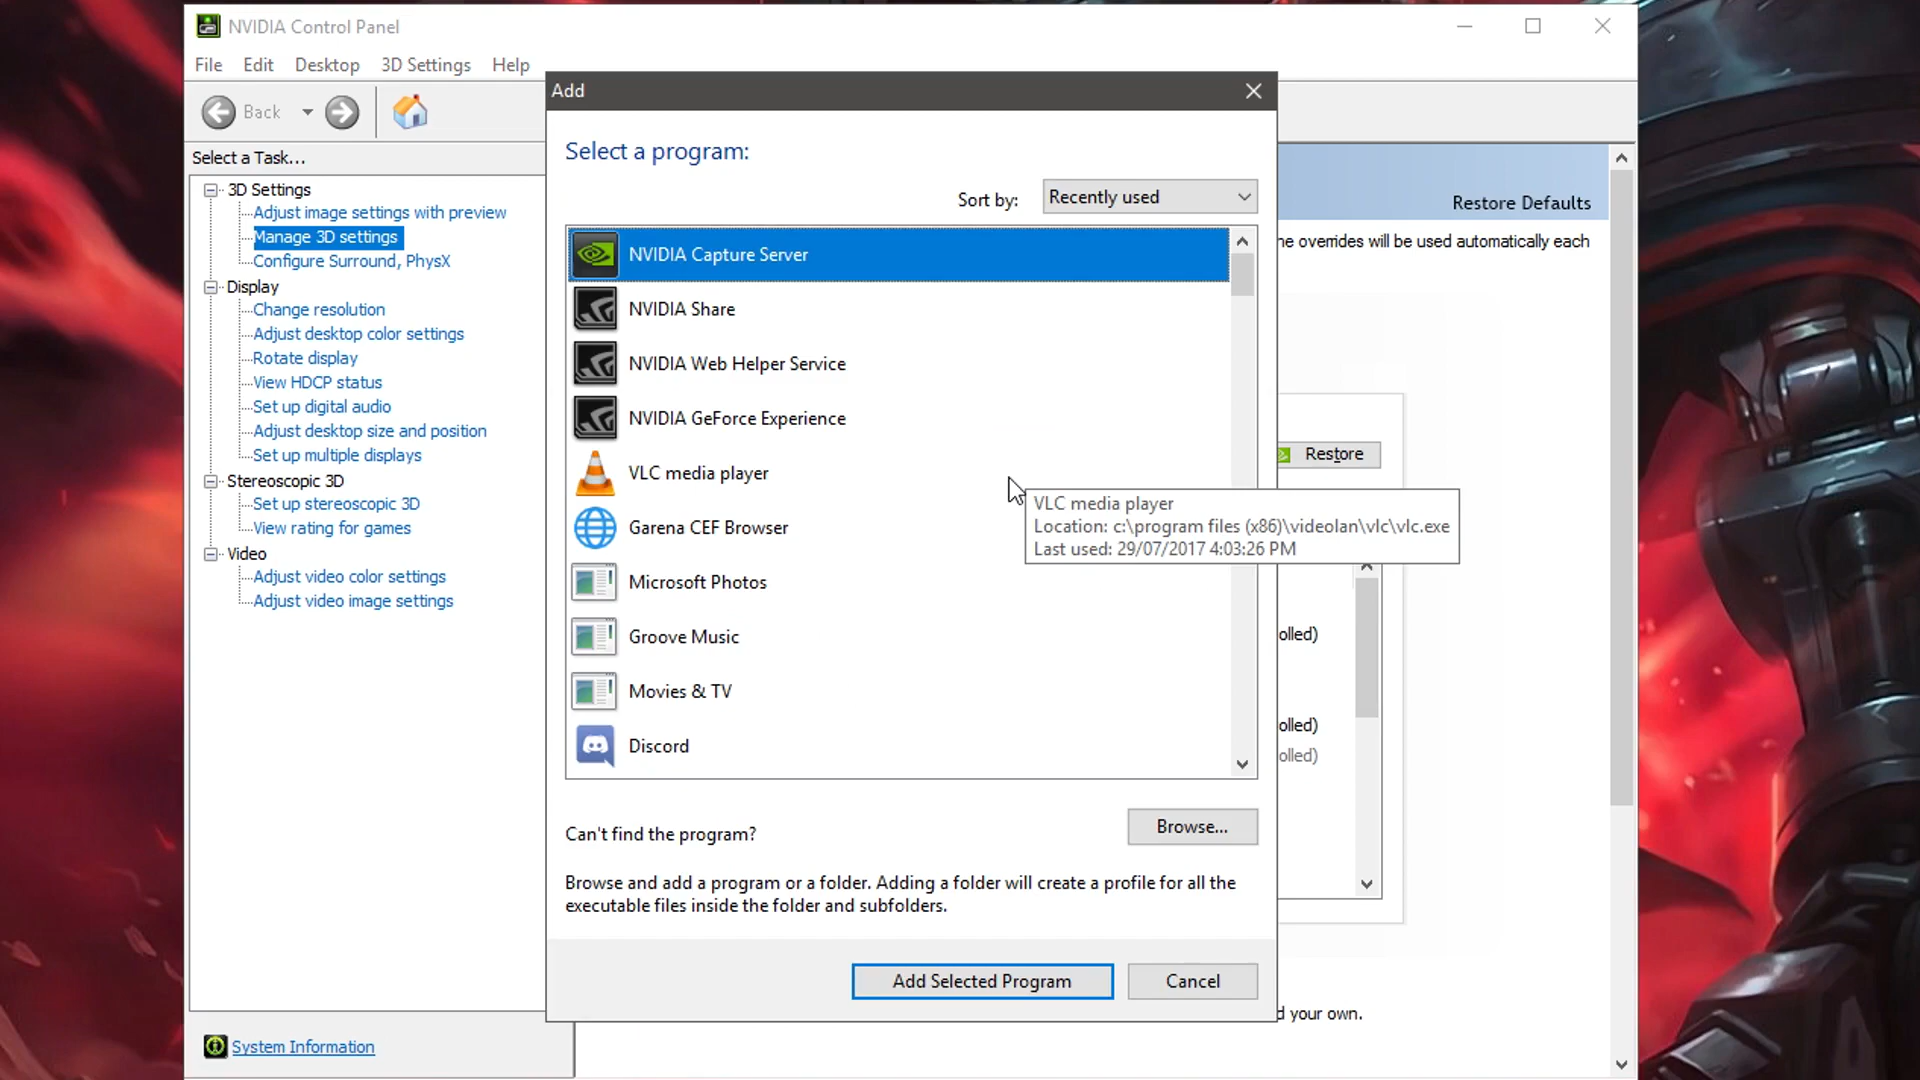 NVIDIA Control Panel
File Edit Desktop 3D Settings Help
Back
Select a Task...
3D Settings
Adjust image settings with preview
Manage 3D settings
Configure Surround, PhysX
Display
Change resolution
Adjust desktop color settings
Rotate display
View HDCP status
Set up digital audio
Adjust desktop size and position
Set up multiple displays
Stereoscopic 3D
Set up stereoscopic 3D
View rating for games
Video
Adjust video color settings
Adjust video image settings
System Information
Add
Select a program:
Sort by: Recently used
NVIDIA Capture Server
NVIDIA Share
NVIDIA Web Helper Service
NVIDIA GeForce Experience
VLC media player
Garena CEF Browser
Microsoft Photos
Groove Music
Movies & TV
Discord
VLC media player
Location: c:\program files (x86)\videolan\vlc\vlc.exe
Last used: 29/07/2017 4:03:26 PM
Can't find the program?
Browse...
Browse and add a program or a folder. Adding a folder will create a profile for all the
executable files inside the folder and subfolders.
Add Selected Program
Cancel
Restore Defaults
overrides will be used automatically each
Restore
olled)
olled)
olled)
your own.